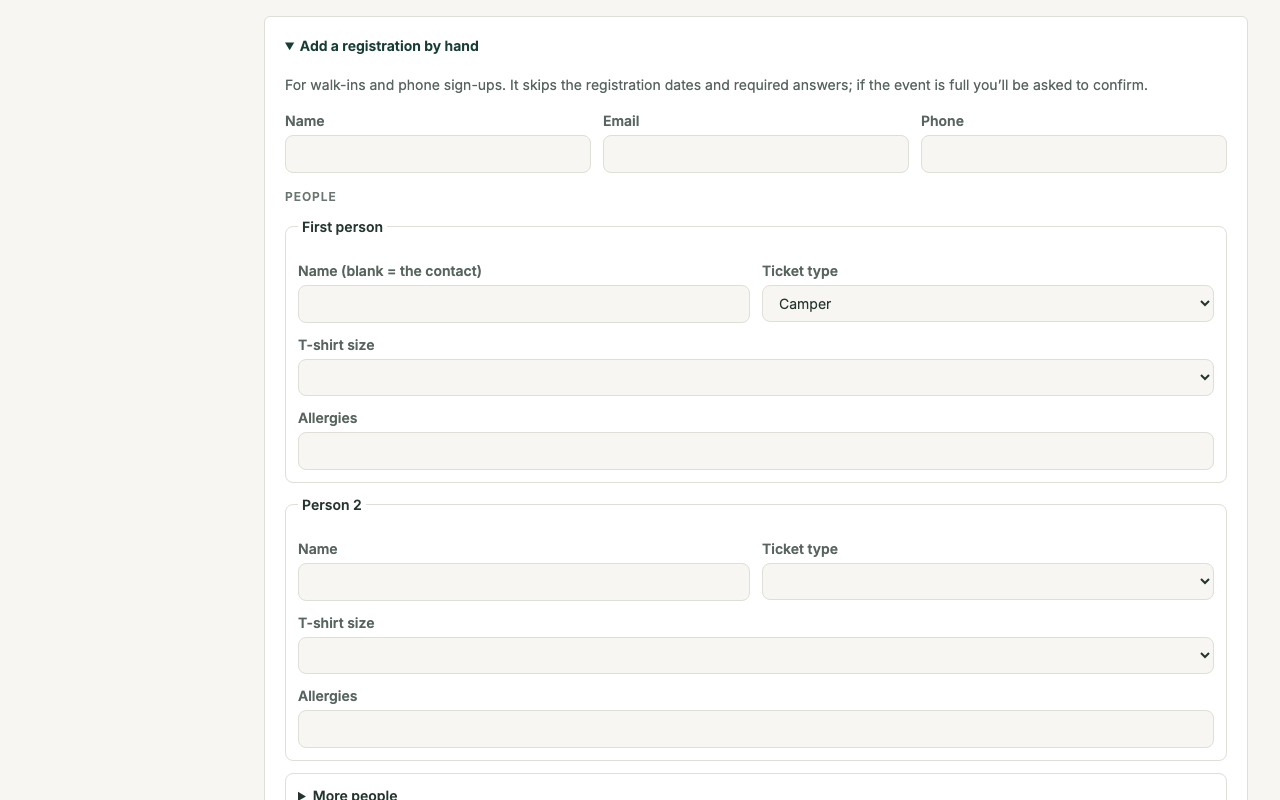 Add a registration by hand
For walk-ins and phone sign-ups. It skips the registration dates and required answers; if the event is full you’ll be asked to confirm.
Name Email Phone
PEOPLE
First person
Name (blank = the contact) Ticket type
Camper
T-shirt size
Allergies
Person 2
Name Ticket type
T-shirt size
Allergies
More people